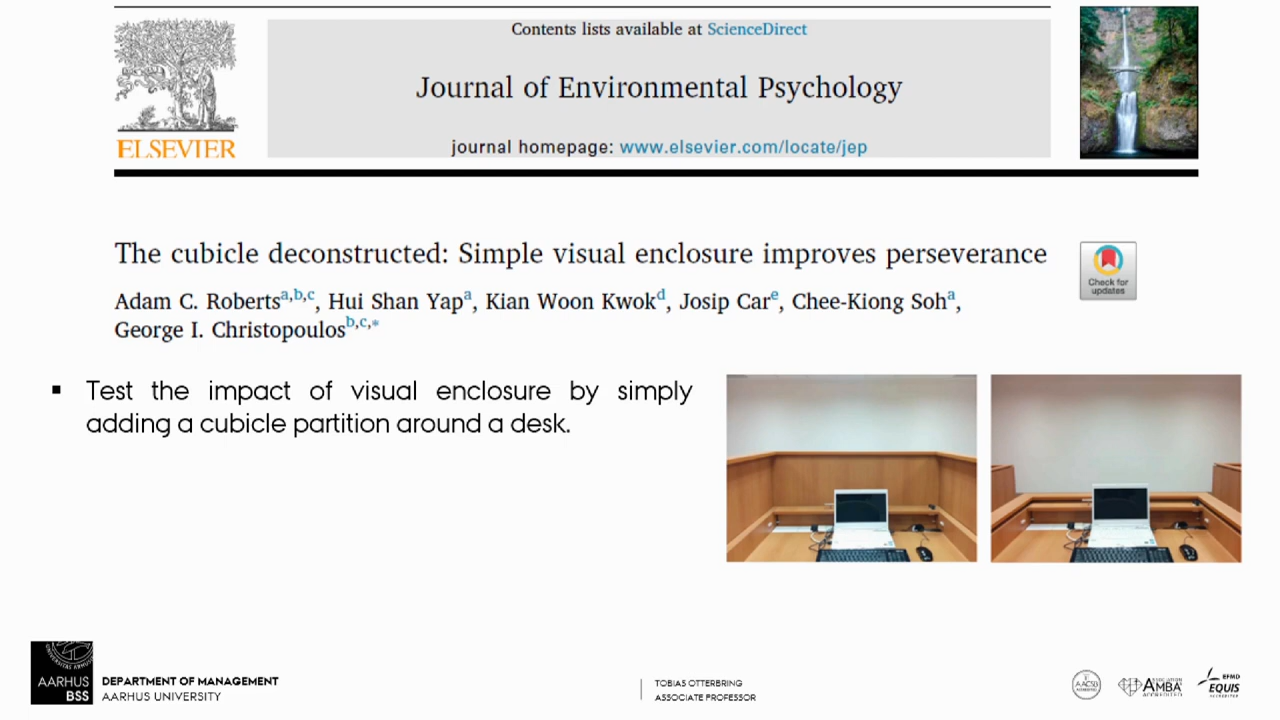 Contents lists available at ScienceDirect
Journal of Environmental Psychology
journal homepage: www.elsevier.com/locate/jep
ELSEVIER
The cubicle deconstructed: Simple visual enclosure improves perseverance
Check for
updates
Adam C. Roberts a,b,c, Hui Shan Yap a, Kian Woon Kwok d, Josip Car e, Chee-Kiong Soh a,
George I. Christopoulos b,c,*
▪ Test the impact of visual enclosure by simply
adding a cubicle partition around a desk.
AARHUS
BSS
DEPARTMENT OF MANAGEMENT
AARHUS UNIVERSITY
TOBIAS OTTERBRING
ASSOCIATE PROFESSOR
AACSB
AMBA
EFMD
EQUIS